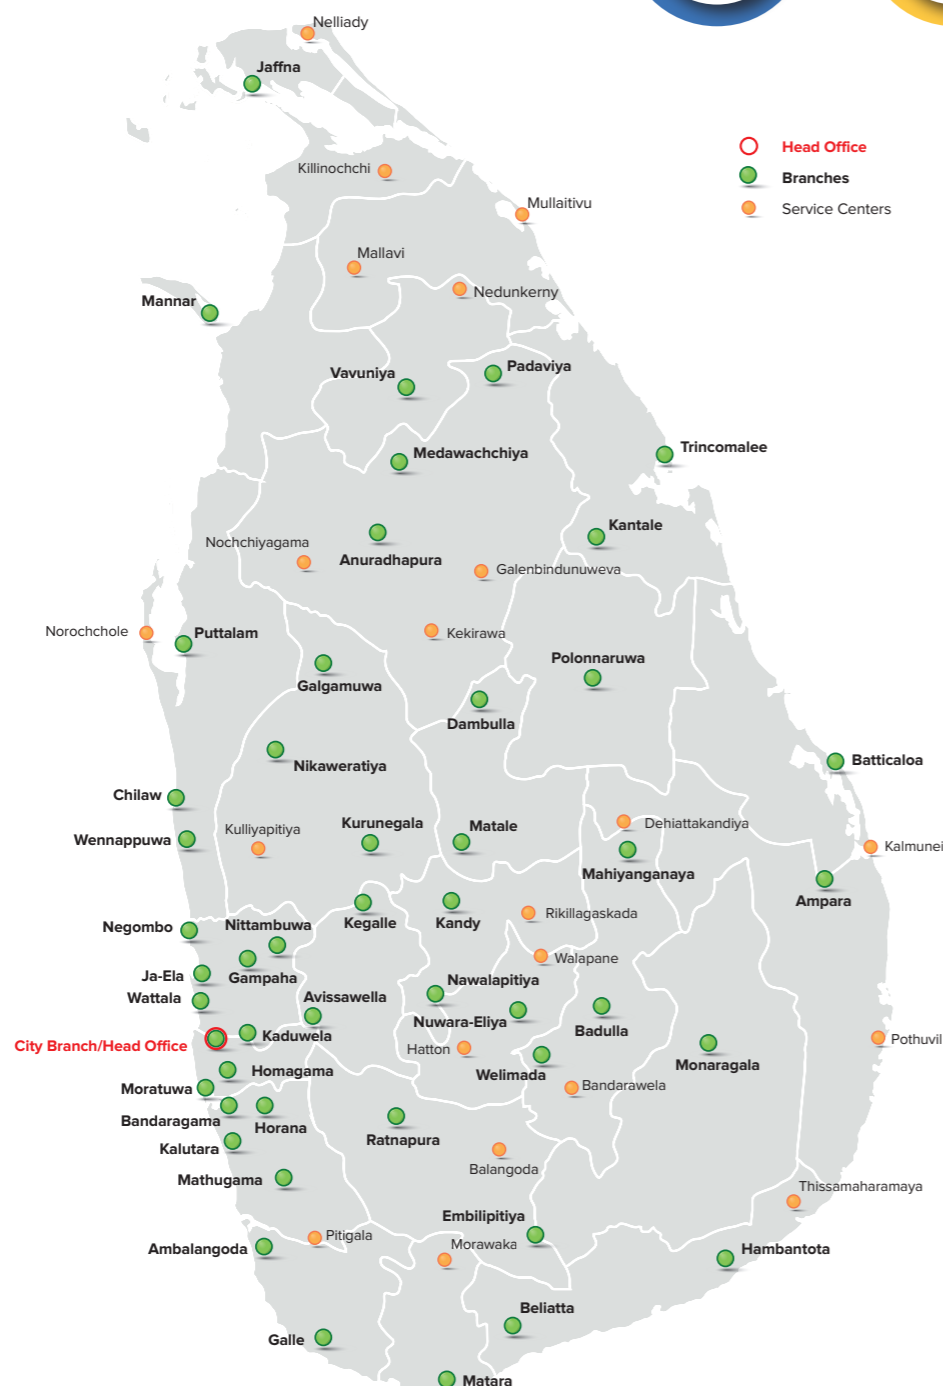 Nelliady
Jaffna
Head Office
Killinochchi
Branches
Mullaitivu
Service Centers
Mallavi
Nedunkerny
Mannar
Padaviya
Vavuniya
Trincomalee
Medawachchiya
Kantale
Nochchiyagama
Anuradhapura
Galenbindunuweva
Norochchole
Puttalam
Kekirawa
Polonnaruwa
Galgamuwa
Dambulla
Batticaloa
Nikaweratiya
Chilaw
Kurunegala
Dehiattakandiya
Matale
Kulliyapitiya
Wennappuwa
Kalmunei
Mahiyanganaya
Ampara
Rikillagaskada
Kegalle
Kandy
Nittambuwa
Negombo
Walapane
Ja-Ela
Gampaha
Nawalapitiya
Wattala
Avissawella
Nuwara-Eliya
Badulla
Kaduwela
Pothuvil
City Branch/Head Office
Hatton
Monaragala
Homagama
Welimada
Bandarawela
Moratuwa
Bandaragama
Horana
Ratnapura
Kalutara
Balangoda
Mathugama
Thissamaharamaya
Embilipitiya
Pitigala
Morawaka
Ambalangoda
Hambantota
Beliatta
Galle
Matara